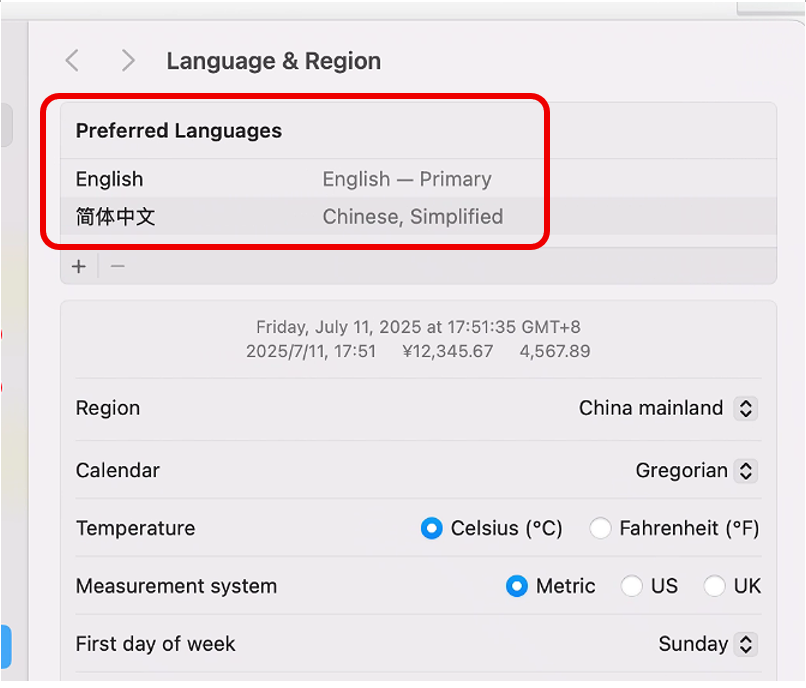 Language & Region
Preferred Languages
English English — Primary
简体中文 Chinese, Simplified
+ −
Friday, July 11, 2025 at 17:51:35 GMT+8
2025/7/11, 17:51 ¥12,345.67 4,567.89
Region China mainland
Calendar Gregorian
Temperature Celsius (°C) Fahrenheit (°F)
Measurement system Metric US UK
First day of week Sunday